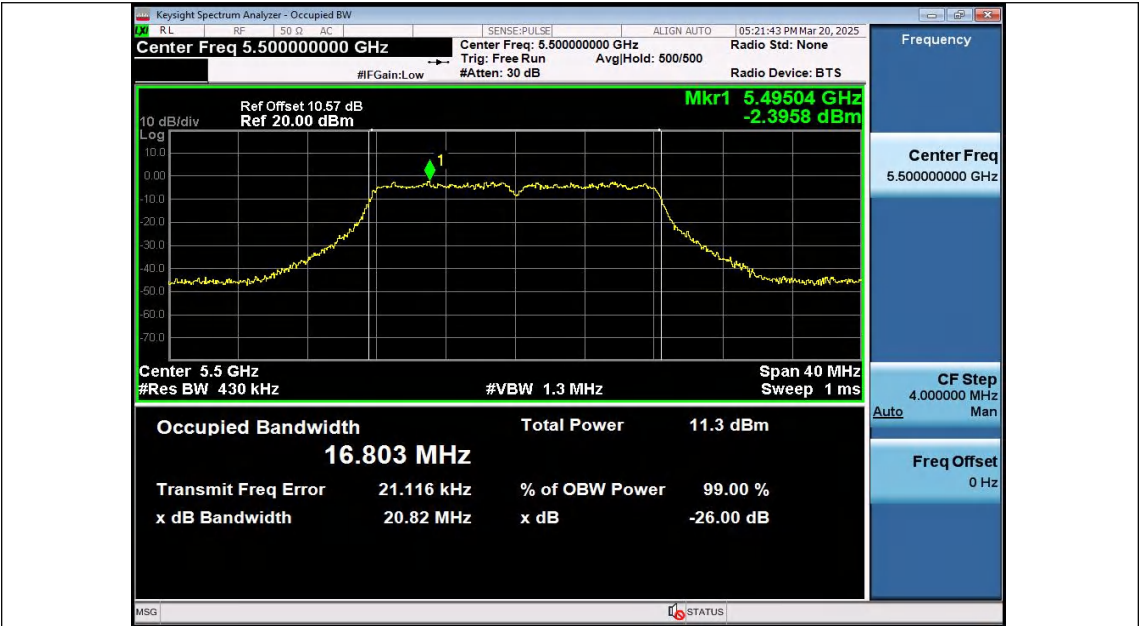 Keysight Spectrum Analyzer - Occupied BW
LXI RL RF 50 Ω AC SENSE:PULSE ALIGN AUTO 05:21:43 PM Mar 20, 2025
Center Freq 5.500000000 GHz
Center Freq: 5.500000000 GHz
Radio Std: None
Trig: Free Run Avg|Hold: 500/500
#IFGain:Low #Atten: 30 dB Radio Device: BTS
Mkr1 5.49504 GHz
-2.3958 dBm
Ref Offset 10.57 dB
10 dB/div Ref 20.00 dBm
Log
10.0
1
0.00
-10.0
-20.0
-30.0
-40.0
-50.0
-60.0
-70.0
Center 5.5 GHz Span 40 MHz
#Res BW 430 kHz #VBW 1.3 MHz Sweep 1 ms
Occupied Bandwidth Total Power 11.3 dBm
16.803 MHz
Transmit Freq Error 21.116 kHz % of OBW Power 99.00 %
x dB Bandwidth 20.82 MHz x dB -26.00 dB
MSG STATUS
Frequency
Center Freq
5.500000000 GHz
CF Step
4.000000 MHz
Auto Man
Freq Offset
0 Hz